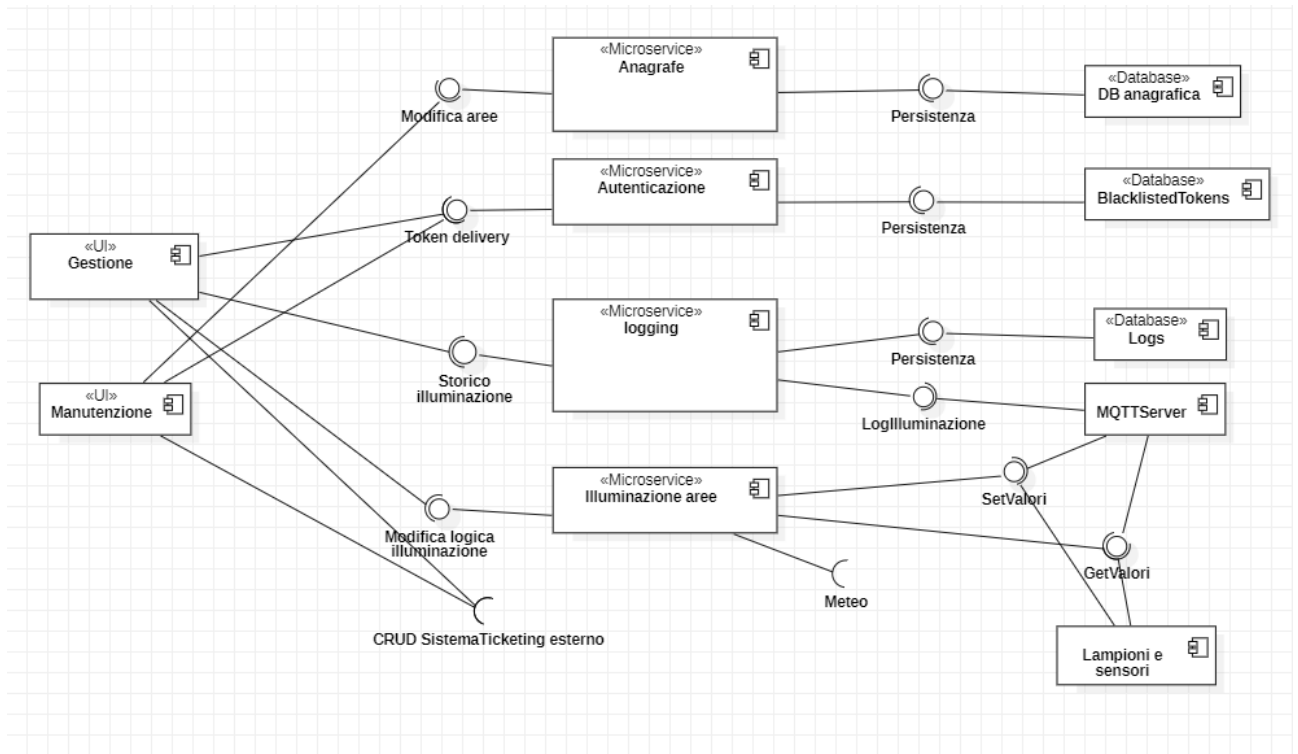 «Microservice»
Anagrafe
«Database»
DB anagrafica
Modifica aree
Persistenza
«Microservice»
Autenticazione
«Database»
BlacklistedTokens
Token delivery
Persistenza
«UI»
Gestione
«Microservice»
logging
«Database»
Logs
Persistenza
Storico
illuminazione
«UI»
Manutenzione
LogIlluminazione
MQTTServer
«Microservice»
Illuminazione aree
SetValori
Modifica logica
illuminazione
GetValori
Meteo
CRUD SistemaTicketing esterno
Lampioni e
sensori